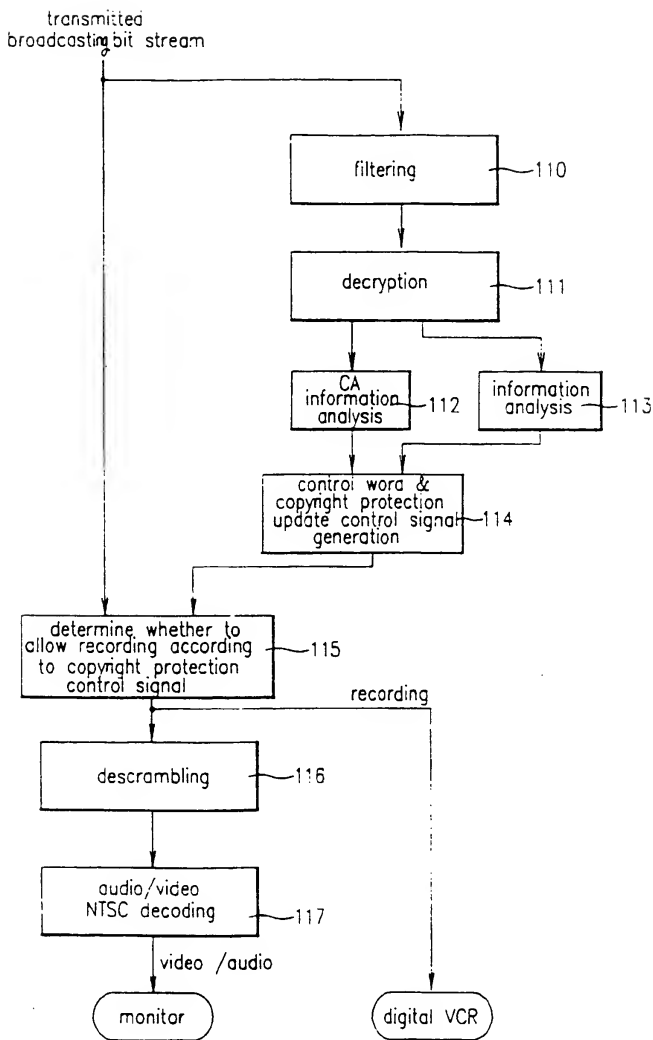 transmitted
broadcasting bit stream
filtering
110
decryption
111
CA
information
analysis
112
information
analysis
113
control word &
copyright protection
update control signal
generation
114
determine whether to
allow recording according
to copyright protection
control signal
115
recording
descrambling
116
audio/video
NTSC decoding
117
video /audio
monitor
digital VCR